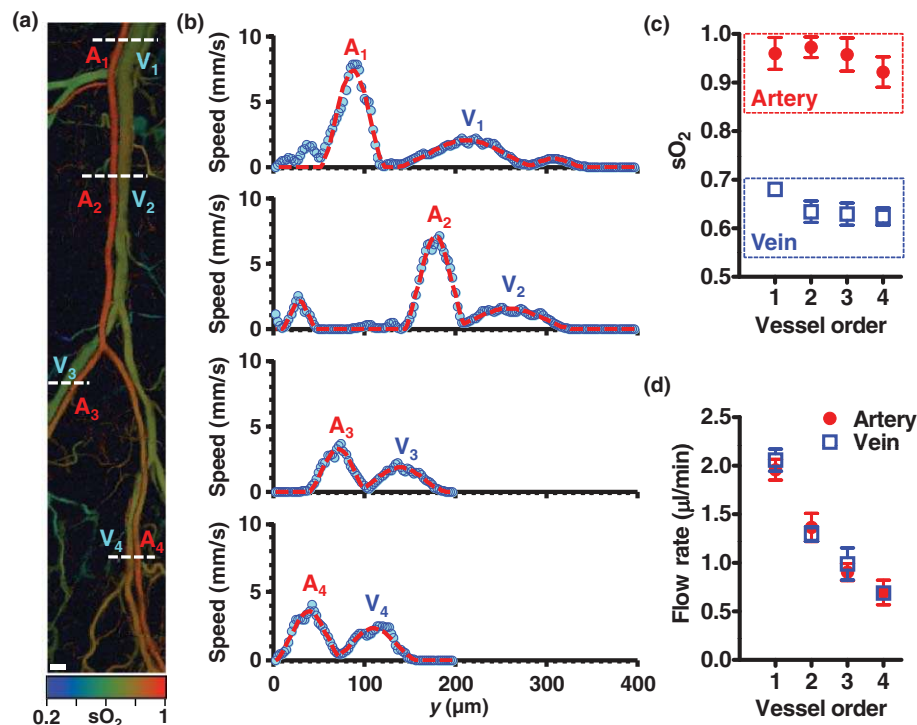 (a)
A1
V1
A2
V2
V3
A3
V4
A4
0.2
sO2
1
(b)
Speed (mm/s)
10
5
0
A1
V1
Speed (mm/s)
10
5
0
A2
V2
Speed (mm/s)
10
5
0
A3
V3
Speed (mm/s)
10
5
0
A4
V4
0
100
200
300
400
y (μm)
(c)
sO2
1.0
0.9
0.8
0.7
0.6
0.5
Artery
Vein
1 2 3 4
Vessel order
(d)
Flow rate (μl/min)
2.5
2.0
1.5
1.0
0.5
0.0
Artery
Vein
1 2 3 4
Vessel order